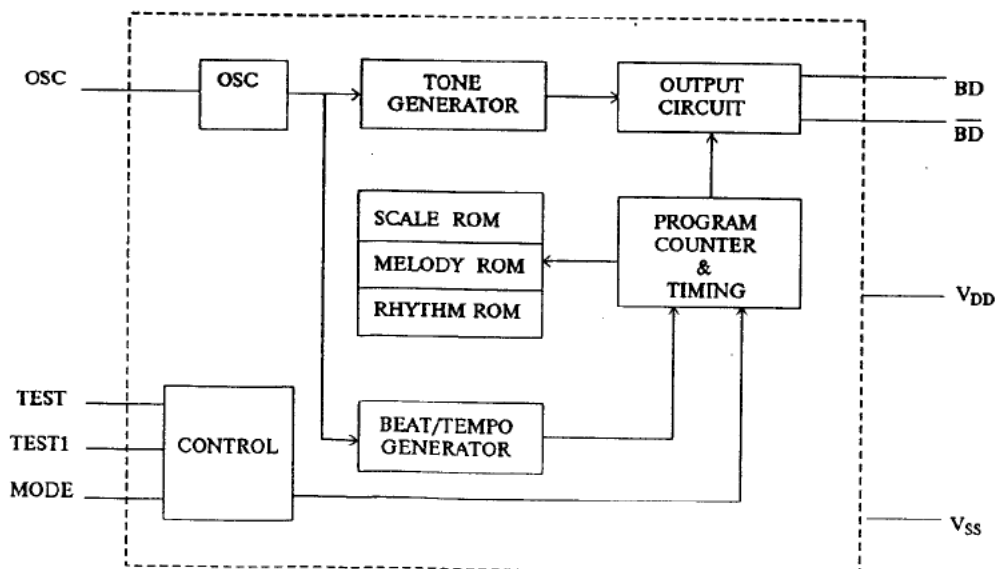 OSC
OSC
TONE
GENERATOR
OUTPUT
CIRCUIT
BD
B̅D̅
SCALE ROM
MELODY ROM
RHYTHM ROM
PROGRAM
COUNTER
&
TIMING
VDD
TEST
TEST1
MODE
CONTROL
BEAT/TEMPO
GENERATOR
VSS